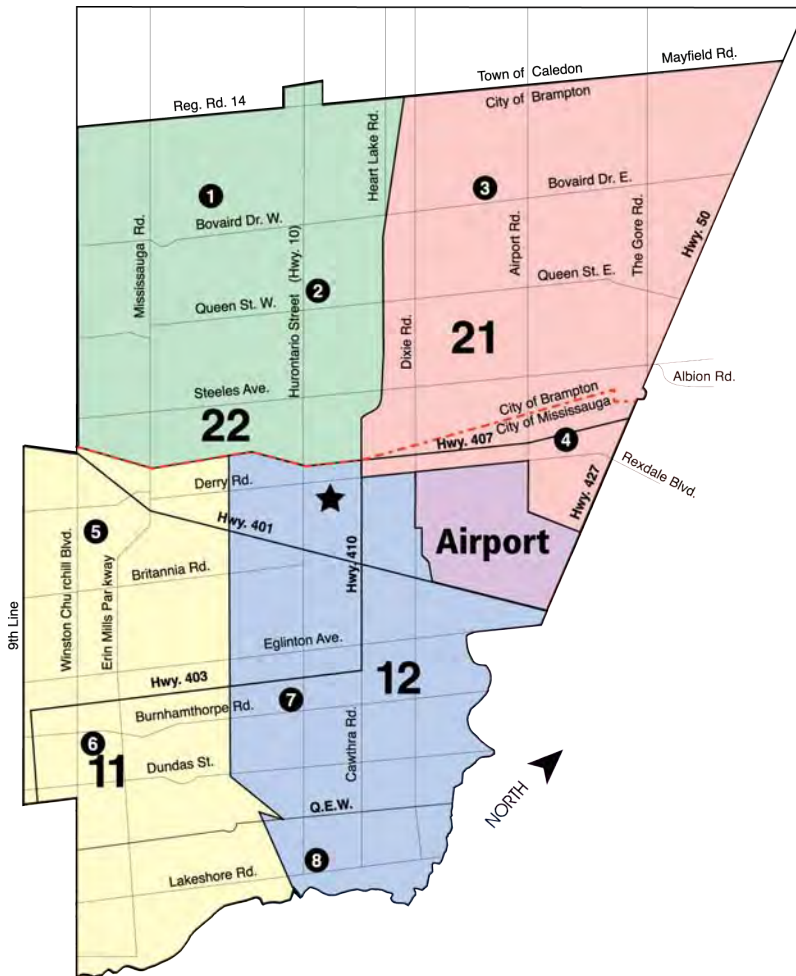 Mayfield Rd.
Town of Caledon
City of Brampton
Reg. Rd. 14
Heart Lake Rd.
1
3
Bovaird Dr. E.
Bovaird Dr. W.
Mississauga Rd.
Hurontario Street (Hwy. 10)
Airport Rd.
The Gore Rd.
Hwy. 50
2
Queen St. E.
Queen St. W.
Dixie Rd.
21
Albion Rd.
Steeles Ave.
City of Brampton
City of Mississauga
22
Hwy. 407
4
Rexdale Blvd.
Derry Rd.
Hwy. 427
Hwy. 401
5
Airport
Hwy. 410
Winston Churchill Blvd.
Erin Mills Parkway
Britannia Rd.
9th Line
Eglinton Ave.
Hwy. 403
12
7
Burnhamthorpe Rd.
6
11
Dundas St.
Cawthra Rd.
NORTH
Q.E.W.
8
Lakeshore Rd.